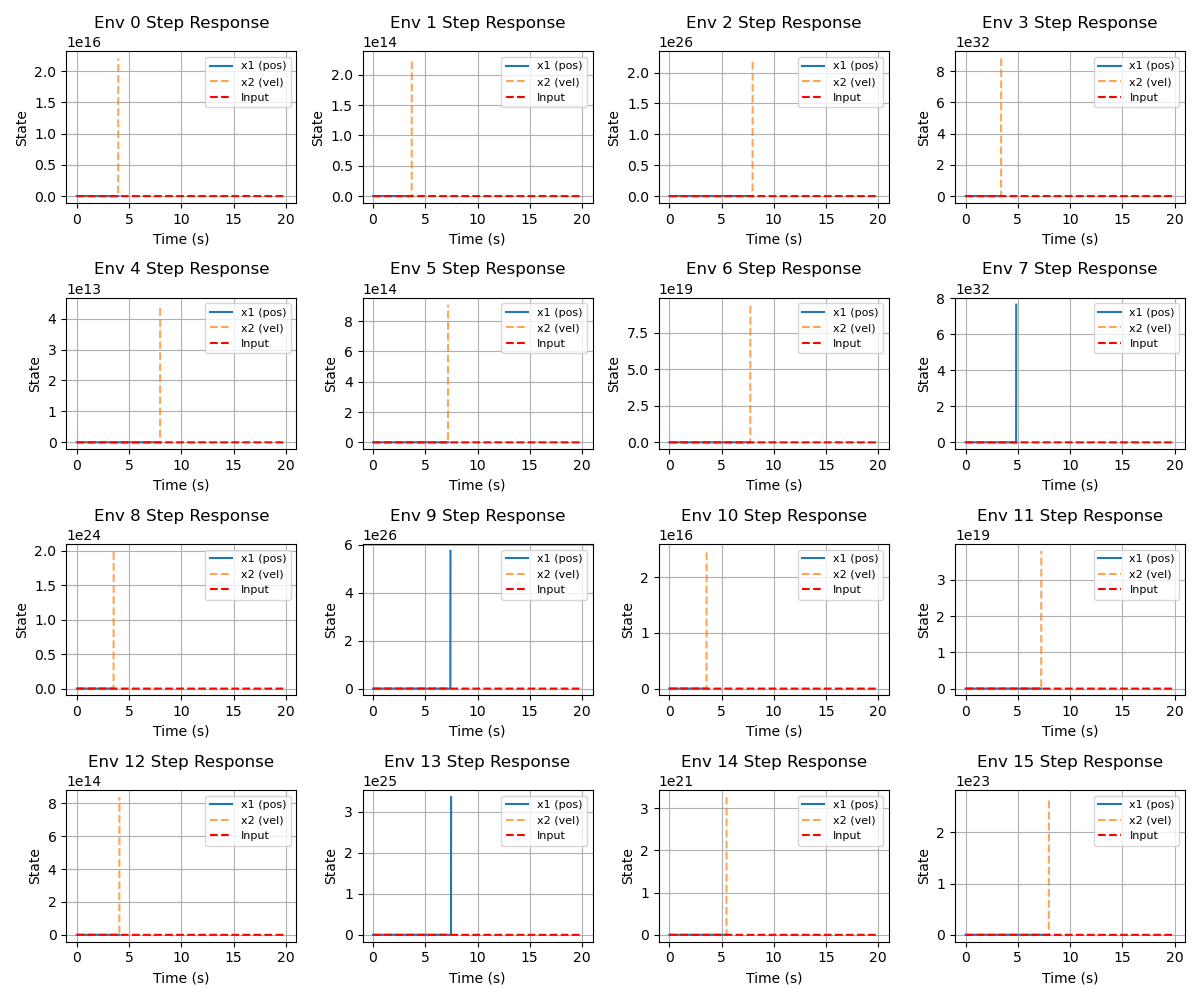 Env 0 Step Response
Env 1 Step Response
Env 2 Step Response
Env 3 Step Response
1e16
1e14
1e26
1e32
x1 (pos)
x2 (vel)
Input
x1 (pos)
x2 (vel)
Input
x1 (pos)
x2 (vel)
Input
x1 (pos)
x2 (vel)
Input
State
2.0
1.5
1.0
0.5
0.0
State
2.0
1.5
1.0
0.5
0.0
State
2.0
1.5
1.0
0.5
0.0
State
8
6
4
2
0
0 5 10 15 20
0 5 10 15 20
0 5 10 15 20
0 5 10 15 20
Time (s)
Time (s)
Time (s)
Time (s)
Env 4 Step Response
Env 5 Step Response
Env 6 Step Response
Env 7 Step Response
1e13
1e14
1e19
1e32
x1 (pos)
x2 (vel)
Input
x1 (pos)
x2 (vel)
Input
x1 (pos)
x2 (vel)
Input
x1 (pos)
x2 (vel)
Input
State
4
3
2
1
0
State
8
6
4
2
0
State
7.5
5.0
2.5
0.0
State
8
6
4
2
0
0 5 10 15 20
0 5 10 15 20
0 5 10 15 20
0 5 10 15 20
Time (s)
Time (s)
Time (s)
Time (s)
Env 8 Step Response
Env 9 Step Response
Env 10 Step Response
Env 11 Step Response
1e24
1e26
1e16
1e19
x1 (pos)
x2 (vel)
Input
x1 (pos)
x2 (vel)
Input
x1 (pos)
x2 (vel)
Input
x1 (pos)
x2 (vel)
Input
State
2.0
1.5
1.0
0.5
0.0
State
6
4
2
0
State
2
1
0
State
3
2
1
0
0 5 10 15 20
0 5 10 15 20
0 5 10 15 20
0 5 10 15 20
Time (s)
Time (s)
Time (s)
Time (s)
Env 12 Step Response
Env 13 Step Response
Env 14 Step Response
Env 15 Step Response
1e14
1e25
1e21
1e23
x1 (pos)
x2 (vel)
Input
x1 (pos)
x2 (vel)
Input
x1 (pos)
x2 (vel)
Input
x1 (pos)
x2 (vel)
Input
State
8
6
4
2
0
State
3
2
1
0
State
3
2
1
0
State
2
1
0
0 5 10 15 20
0 5 10 15 20
0 5 10 15 20
0 5 10 15 20
Time (s)
Time (s)
Time (s)
Time (s)